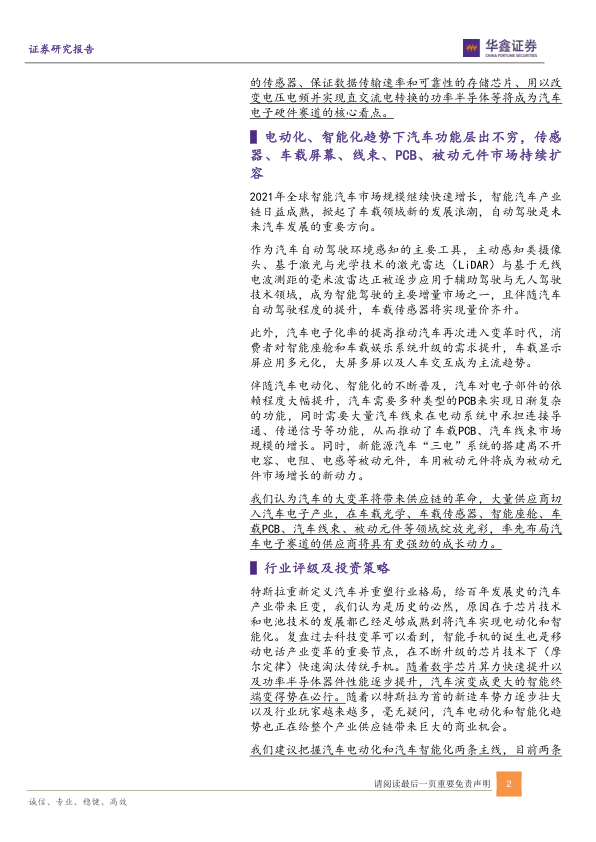 证券研究报告
华鑫证券
CHINA FORTUNE SECURITIES
的传感器、保证数据传输速率和可靠性的存储芯片、用以改
变电压电频并实现直交流电转换的功率半导体等将成为汽车
电子硬件赛道的核心看点。
电动化、智能化趋势下汽车功能层出不穷，传感
器、车载屏幕、线束、PCB、被动元件市场持续扩
容
2021年全球智能汽车市场规模继续快速增长，智能汽车产业
链日益成熟，掀起了车载领域新的发展浪潮，自动驾驶是未
来汽车发展的重要方向。
作为汽车自动驾驶环境感知的主要工具，主动感知类摄像
头、基于激光与光学技术的激光雷达（LiDAR）与基于无线
电波测距的毫米波雷达正被逐步应用于辅助驾驶与无人驾驶
技术领域，成为智能驾驶的主要增量市场之一，且伴随汽车
自动驾驶程度的提升，车载传感器将实现量价齐升。
此外，汽车电子化率的提高推动汽车再次进入变革时代，消
费者对智能座舱和车载娱乐系统升级的需求提升，车载显示
屏应用多元化，大屏多屏以及人车交互成为主流趋势。
伴随汽车电动化、智能化的不断普及，汽车对电子部件的依
赖程度大幅提升，汽车需要多种类型的PCB来实现日渐复杂
的功能，同时需要大量汽车线束在电动系统中承担连接导
通、传递信号等功能，从而推动了车载PCB、汽车线束市场
规模的增长。同时，新能源汽车“三电”系统的搭建离不开
电容、电阻、电感等被动元件，车用被动元件将成为被动元
件市场增长的新动力。
我们认为汽车的大变革将带来供应链的革命，大量供应商切
入汽车电子产业，在车载光学、车载传感器、智能座舱、车
载PCB、汽车线束、被动元件等领域绽放光彩，率先布局汽
车电子赛道的供应商将具有更强劲的成长动力。
行业评级及投资策略
特斯拉重新定义汽车并重塑行业格局，给百年发展史的汽车
产业带来巨变，我们认为是历史的必然，原因在于芯片技术
和电池技术的发展都已经足够成熟到将汽车实现电动化和智
能化。复盘过去科技变革可以看到，智能手机的诞生也是移
动电话产业变革的重要节点，在不断升级的芯片技术下（摩
尔定律）快速淘汰传统手机。随着数字芯片算力快速提升以
及功率半导体器件性能逐步提升，汽车演变成更大的智能终
端变得势在必行。随着以特斯拉为首的新造车势力逐步壮大
以及行业玩家越来越多，毫无疑问，汽车电动化和智能化趋
势也正在给整个产业供应链带来巨大的商业机会。
我们建议把握汽车电动化和汽车智能化两条主线，目前两条
请阅读最后一页重要免责声明
2
诚信、专业、稳健、高效